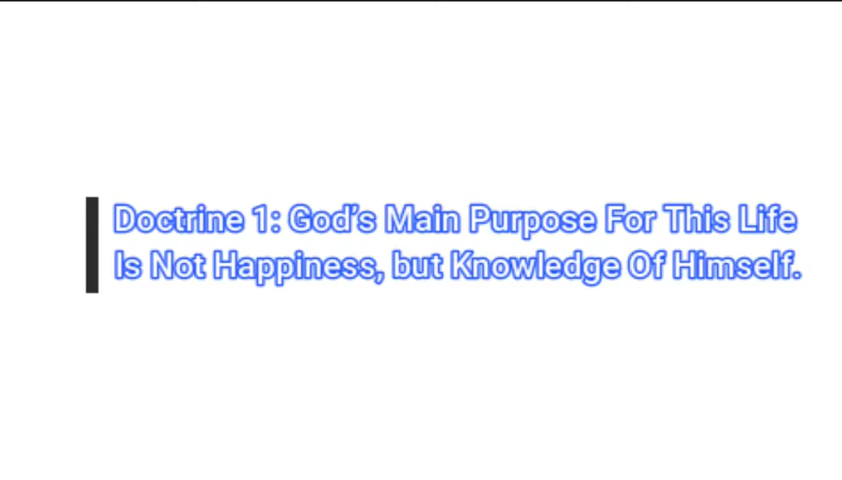 Doctrine 1: God's Main Purpose For This Life
Is Not Happiness, but Knowledge Of Himself.